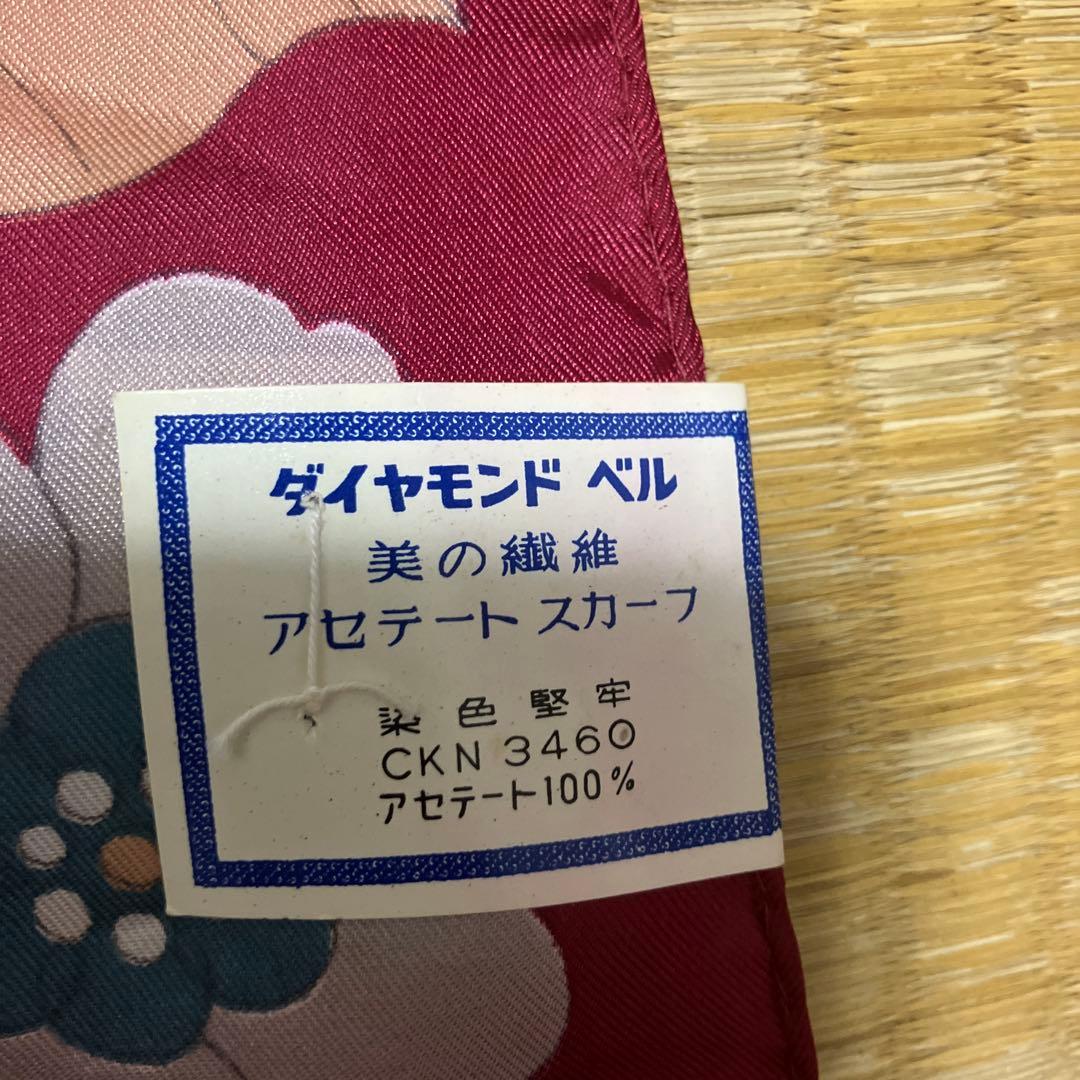 ダイヤモンド ベル
美の繊維
アセテート スカーフ
染色堅牢
CKN 3460
アセテート100%